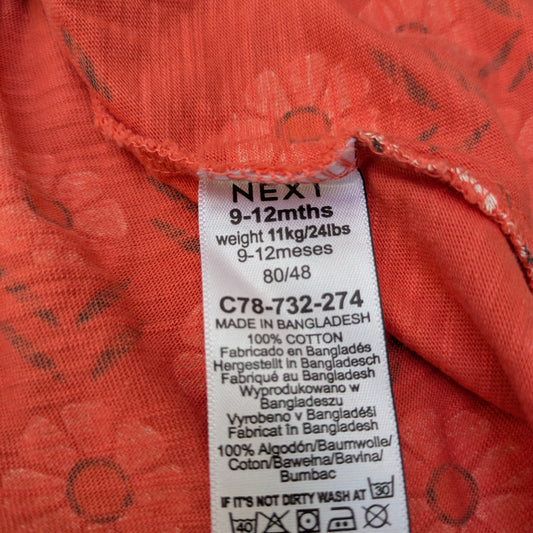 NEXT
9-12mths
weight 11kg/24lbs
9-12meses
80/48
C78-732-274
MADE IN BANGLADESH
100% COTTON
Fabricado en Bangladés
Hergestellt in Bangladesch
Fabriqué au Bangladesh
Wyprodukowano w
Bangladeszu
Vyrobeno v Bangladéši
Fabricat în Bangladesh
100% Algodón/Baumwolle/
Coton/Bawełna/Bavlna/
Bumbac
IF IT'S NOT DIRTY WASH AT 30
40